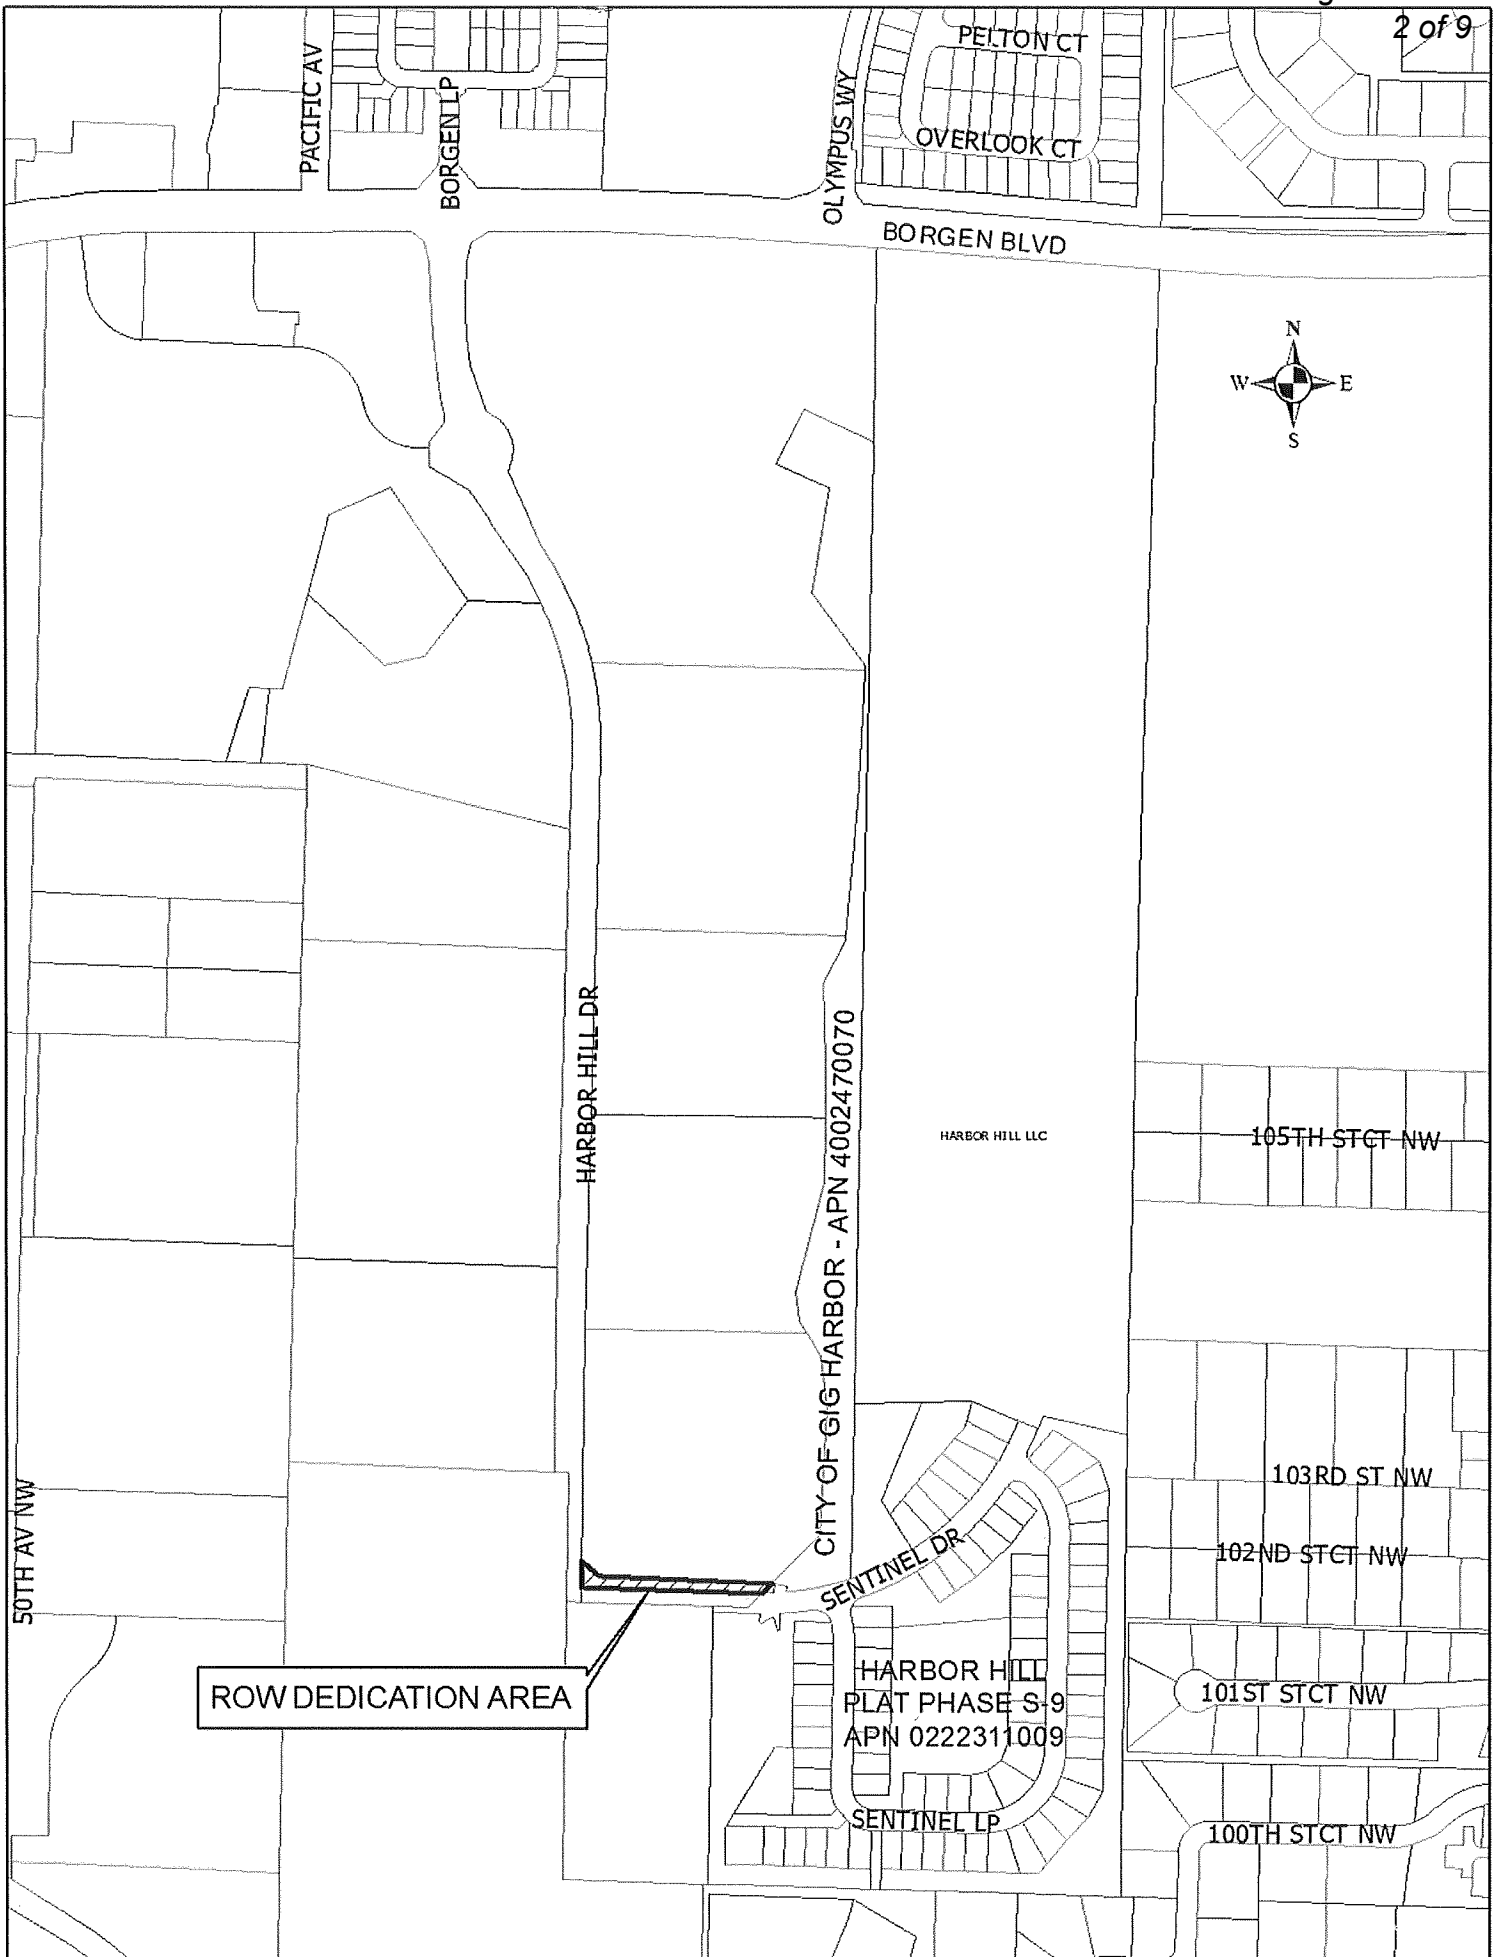 2 of 9
PELTON CT
PACIFIC AV
BORGEN LP
OLYMPUS WY
OVERLOOK CT
BORGEN BLVD
N
W E
S
HARBOR HILL DR
CITY OF GIG HARBOR - APN 4002470070
HARBOR HILL LLC
105TH STCT NW
103RD ST NW
50TH AV NW
102ND STCT NW
SENTINEL DR
ROW DEDICATION AREA
HARBOR HILL
PLAT PHASE S-9
APN 0222311009
101ST STCT NW
SENTINEL LP
100TH STCT NW